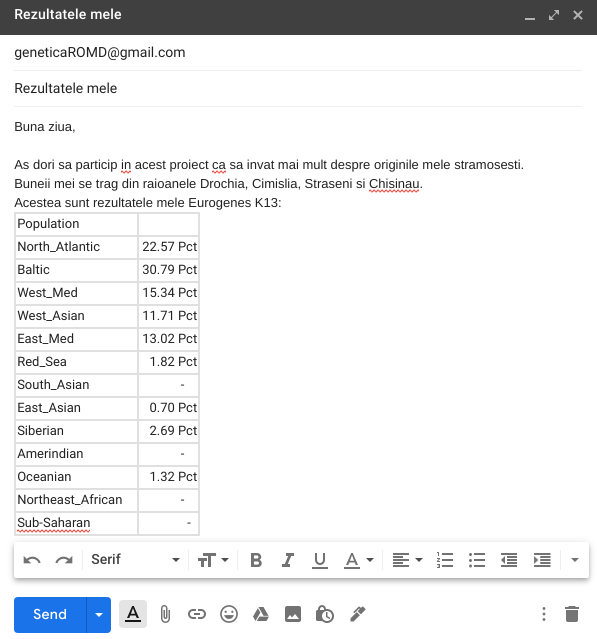 Rezultatele mele
geneticaROMD@gmail.com
Rezultatele mele
Buna ziua,
As dori sa particip in acest proiect ca sa invat mai mult despre originile mele stramosesti.
Buneii mei se trag din raioanele Drochia, Cimislia, Straseni si Chisinau.
Acestea sunt rezultatele mele Eurogenes K13:
Population
North_Atlantic 22.57 Pct
Baltic 30.79 Pct
West_Med 15.34 Pct
West_Asian 11.71 Pct
East_Med 13.02 Pct
Red_Sea 1.82 Pct
South_Asian -
East_Asian 0.70 Pct
Siberian 2.69 Pct
Amerindian -
Oceanian 1.32 Pct
Northeast_African -
Sub-Saharan -
Serif
Send